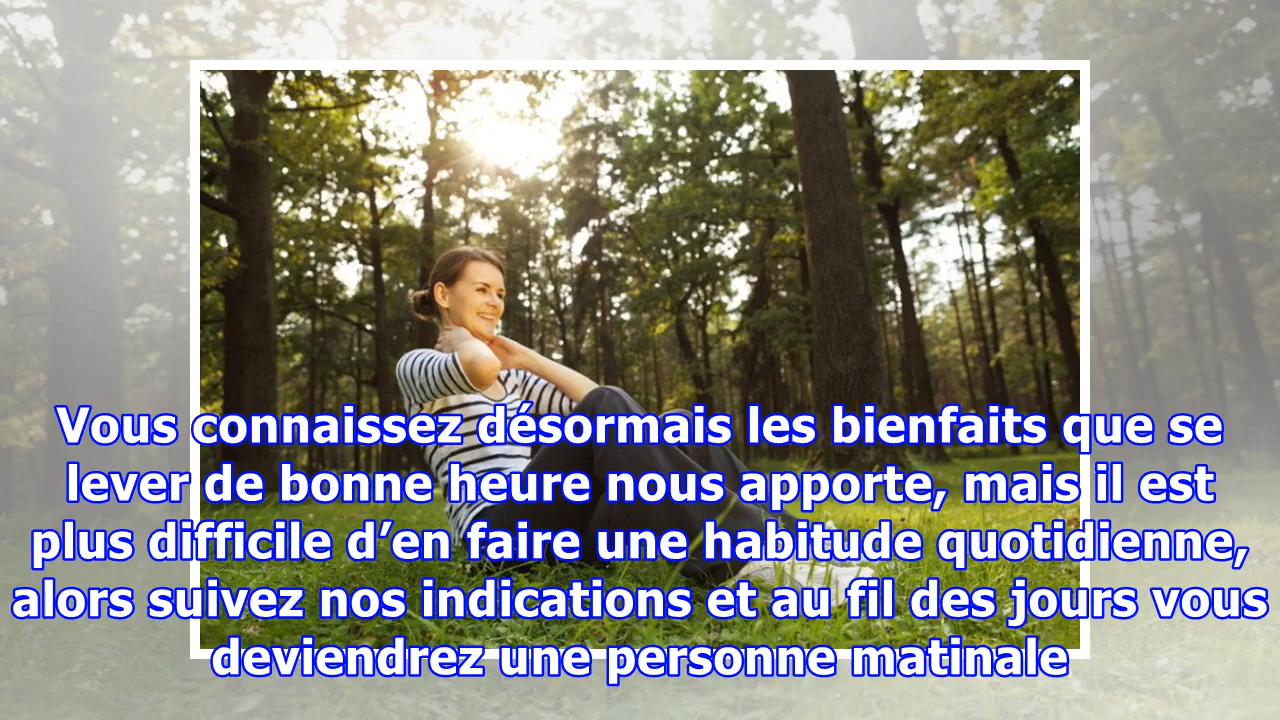 Vous connaissez désormais les bienfaits que se
lever de bonne heure nous apporte, mais il est
plus difficile d’en faire une habitude quotidienne,
alors suivez nos indications et au fil des jours vous
deviendrez une personne matinale